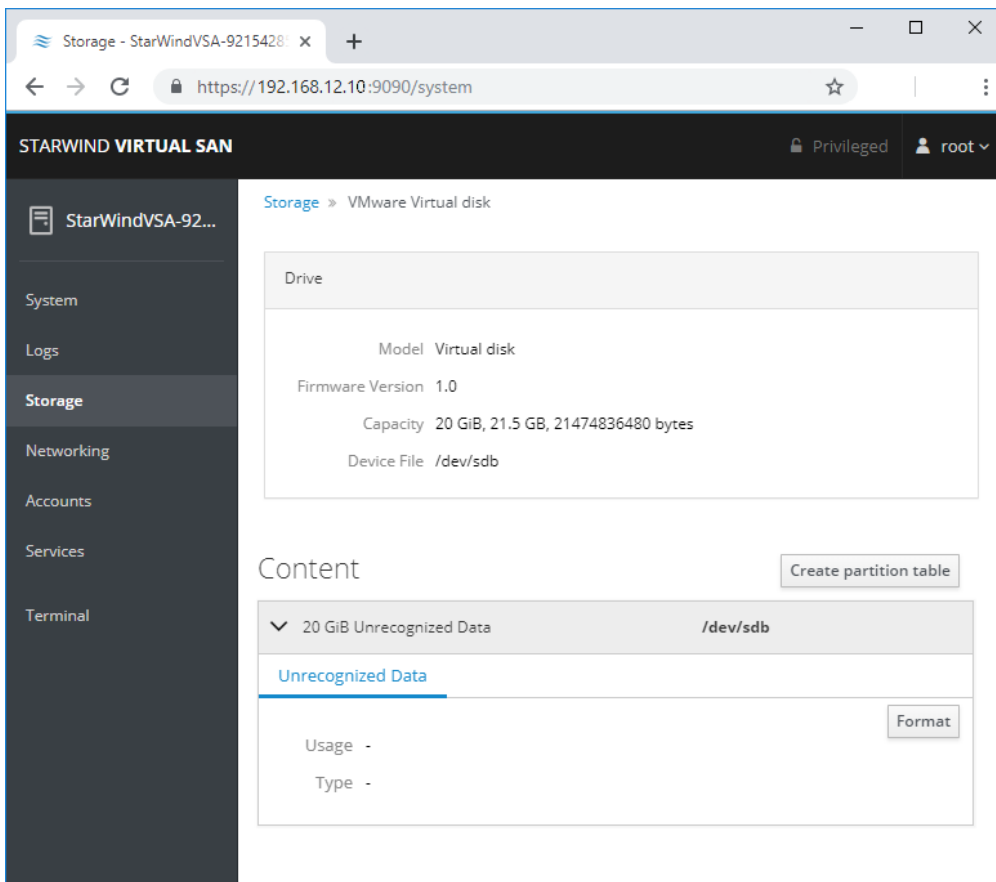 Storage - StarWindVSA-9215428
https://192.168.12.10:9090/system
STARWIND VIRTUAL SAN
Privileged
root
StarWindVSA-92...
System
Logs
Storage
Networking
Accounts
Services
Terminal
Storage » VMware Virtual disk
Drive
Model Virtual disk
Firmware Version 1.0
Capacity 20 GiB, 21.5 GB, 21474836480 bytes
Device File /dev/sdb
Content
Create partition table
20 GiB Unrecognized Data /dev/sdb
Unrecognized Data
Format
Usage -
Type -